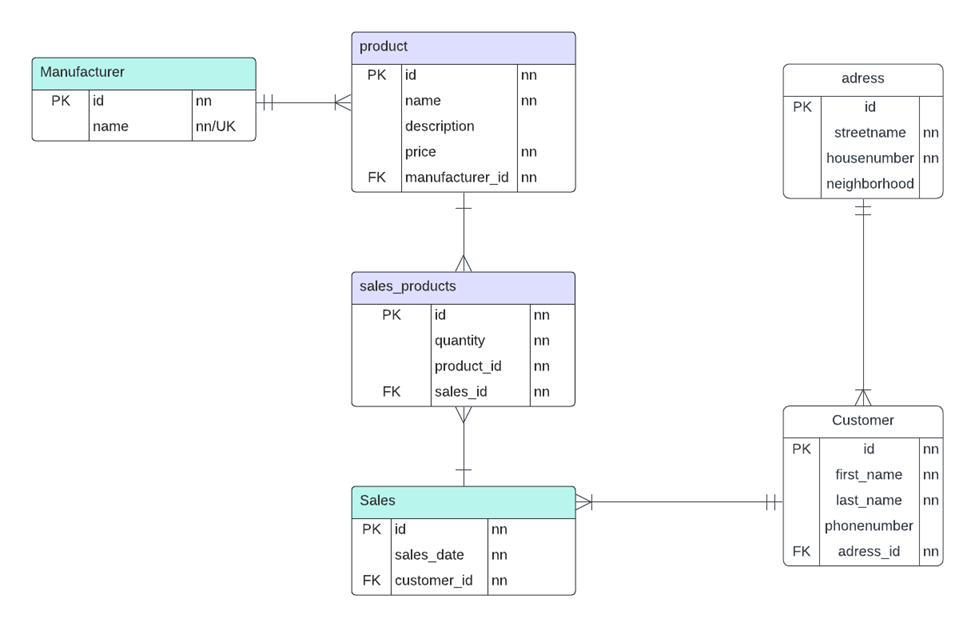 Manufacturer
PK id nn
name nn/UK
product
PK id nn
name nn
description
price nn
FK manufacturer_id nn
adress
PK id
streetname nn
housenumber nn
neighborhood
sales_products
PK id nn
quantity nn
product_id nn
FK sales_id nn
Sales
PK id nn
sales_date nn
FK customer_id nn
Customer
PK id nn
first_name nn
last_name nn
phonenumber
FK adress_id nn